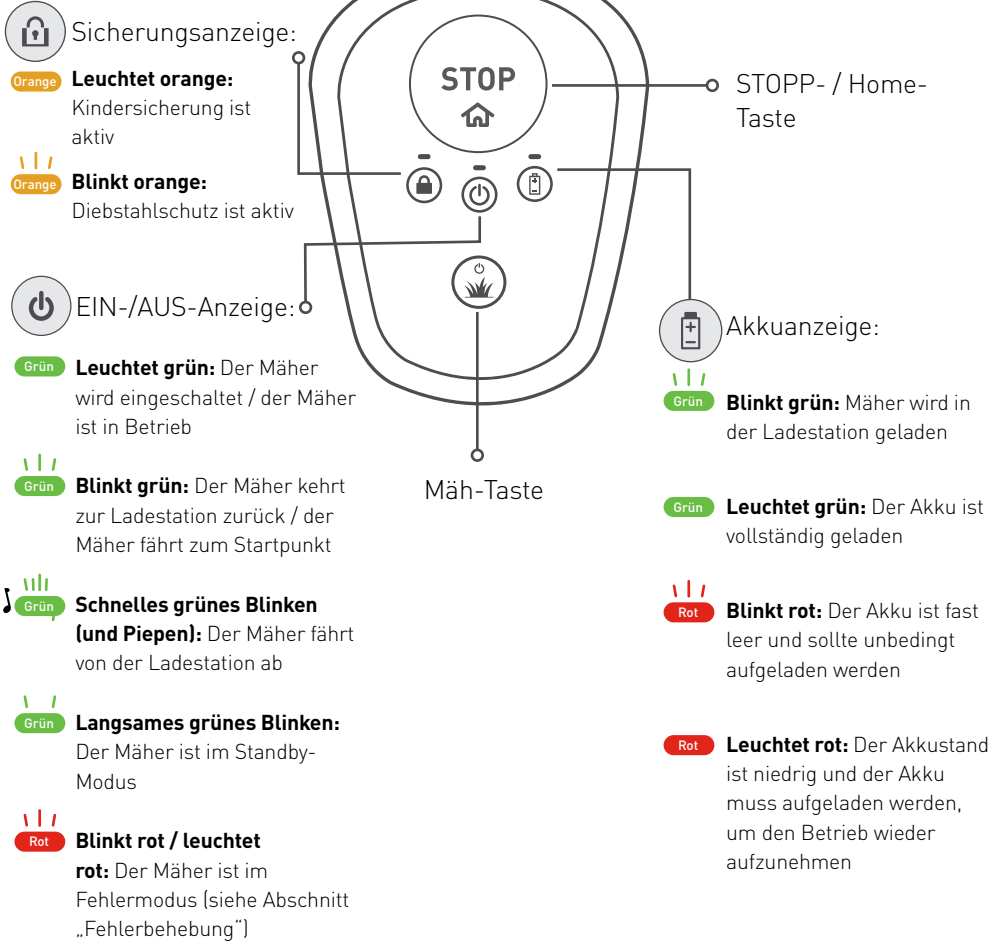 Sicherungsanzeige:
Orange
Leuchtet orange:
Kindersicherung ist
aktiv
Orange
Blinkt orange:
Diebstahlschutz ist aktiv
STOP
STOPP- / Home-
Taste
EIN-/AUS-Anzeige:
Grün
Leuchtet grün: Der Mäher
wird eingeschaltet / der Mäher
ist in Betrieb
Grün
Blinkt grün: Der Mäher kehrt
zur Ladestation zurück / der
Mäher fährt zum Startpunkt
Grün
Schnelles grünes Blinken
(und Piepen): Der Mäher fährt
von der Ladestation ab
Grün
Langsames grünes Blinken:
Der Mäher ist im Standby-
Modus
Rot
Blinkt rot / leuchtet
rot: Der Mäher ist im
Fehlermodus (siehe Abschnitt
„Fehlerbehebung")
Mäh-Taste
Akkuanzeige:
Grün
Blinkt grün: Mäher wird in
der Ladestation geladen
Grün
Leuchtet grün: Der Akku ist
vollständig geladen
Rot
Blinkt rot: Der Akku ist fast
leer und sollte unbedingt
aufgeladen werden
Rot
Leuchtet rot: Der Akkustand
ist niedrig und der Akku
muss aufgeladen werden,
um den Betrieb wieder
aufzunehmen